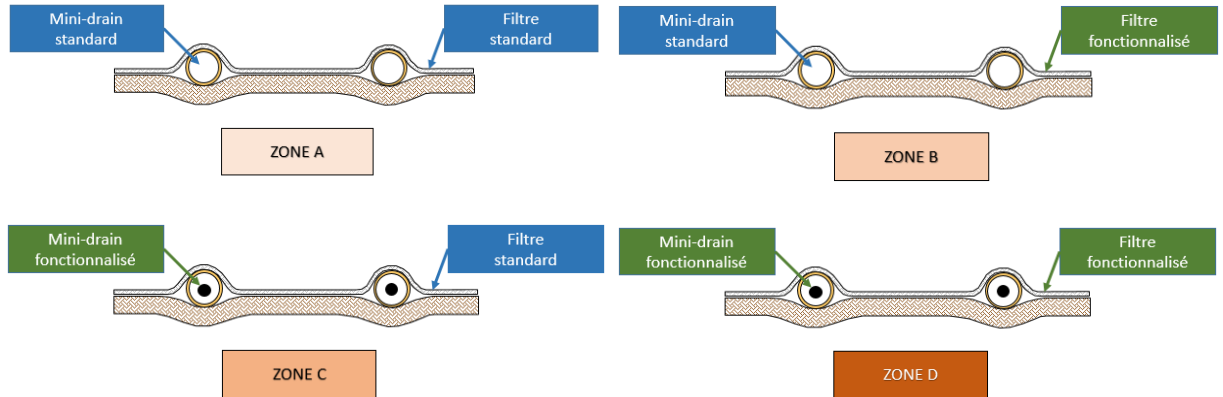 Mini-drain
standard
Filtre
standard
ZONE A
Mini-drain
standard
Filtre
fonctionnalisé
ZONE B
Mini-drain
fonctionnalisé
Filtre
standard
ZONE C
Mini-drain
fonctionnalisé
Filtre
fonctionnalisé
ZONE D